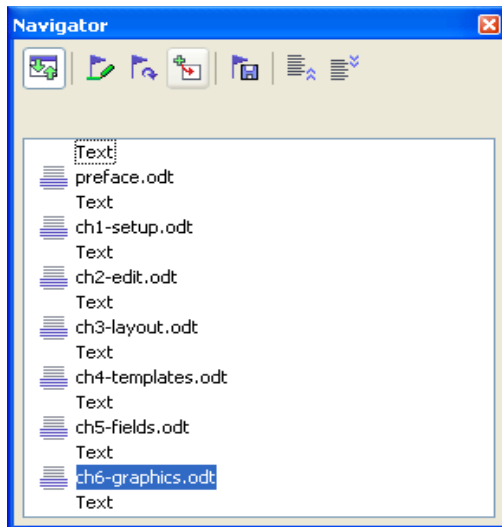 Navigator
Text
preface.odt
Text
ch1-setup.odt
Text
ch2-edit.odt
Text
ch3-layout.odt
Text
ch4-templates.odt
Text
ch5-fields.odt
Text
ch6-graphics.odt
Text